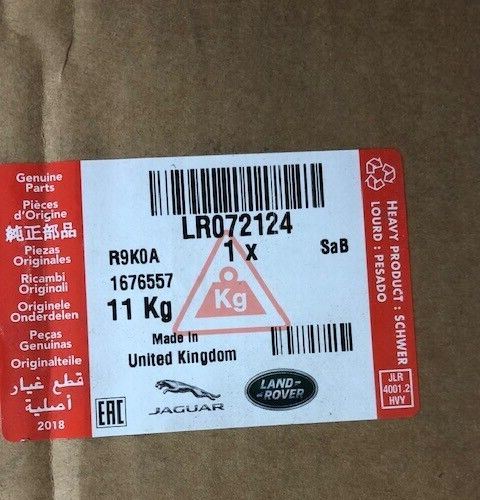 Genuine
Parts
Pièces
d'Origine
純正部品
Piezas
Originales
Ricambi
Originali
Originele
Onderdelen
Peças
Genuinas
Originalteile
قطع غيار
أصلية
2018
LR072124
R9K0A
1 x
SaB
1676557
11 Kg
Kg
Made in
United Kingdom
EAC
JAGUAR
LAND
ROVER
HEAVY PRODUCT : SCHWER
LOURD : PESADO
JLR
4001.2
HVY